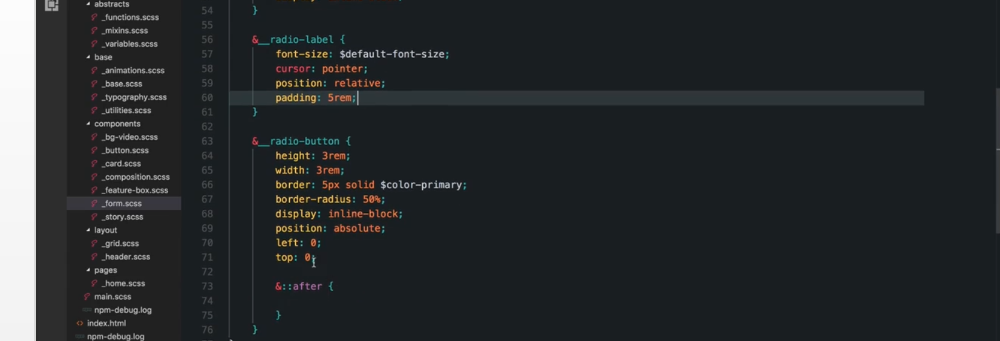 abstracts
_functions.scss
_mixins.scss
_variables.scss
base
_animations.scss
_base.scss
_typography.scss
_utilities.scss
components
_bg-video.scss
_button.scss
_card.scss
_composition.scss
_feature-box.scss
_form.scss
_story.scss
layout
_grid.scss
_header.scss
pages
_home.scss
main.scss
npm-debug.log
<> index.html
npm-debug.log
54 }
55
56 &__radio-label {
57 font-size: $default-font-size;
58 cursor: pointer;
59 position: relative;
60 padding: 5rem;
61 }
62
63 &__radio-button {
64 height: 3rem;
65 width: 3rem;
66 border: 5px solid $color-primary;
67 border-radius: 50%;
68 display: inline-block;
69 position: absolute;
70 left: 0;
71 top: 0;
72
73 &::after {
74
75 }
76 }